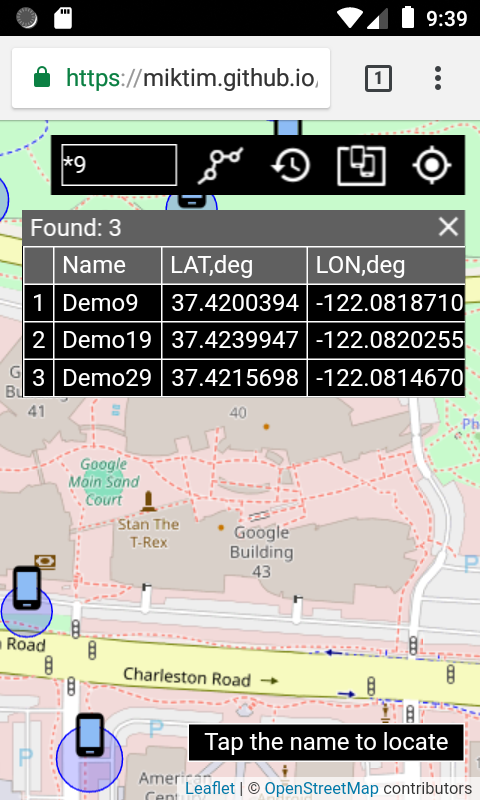 9:39
https://miktim.github.io/
1
*9
Found: 3
Name LAT,deg LON,deg
1 Demo9 37.4200394 -122.0818710
2 Demo19 37.4239947 -122.0820255
3 Demo29 37.4215698 -122.0814670
41
40
Google
Main Sand
Court
Stan The
T-Rex
Google
Building
43
P
Road
Charleston Road
P
P
Tap the name to locate
American
Leaflet | © OpenStreetMap contributors